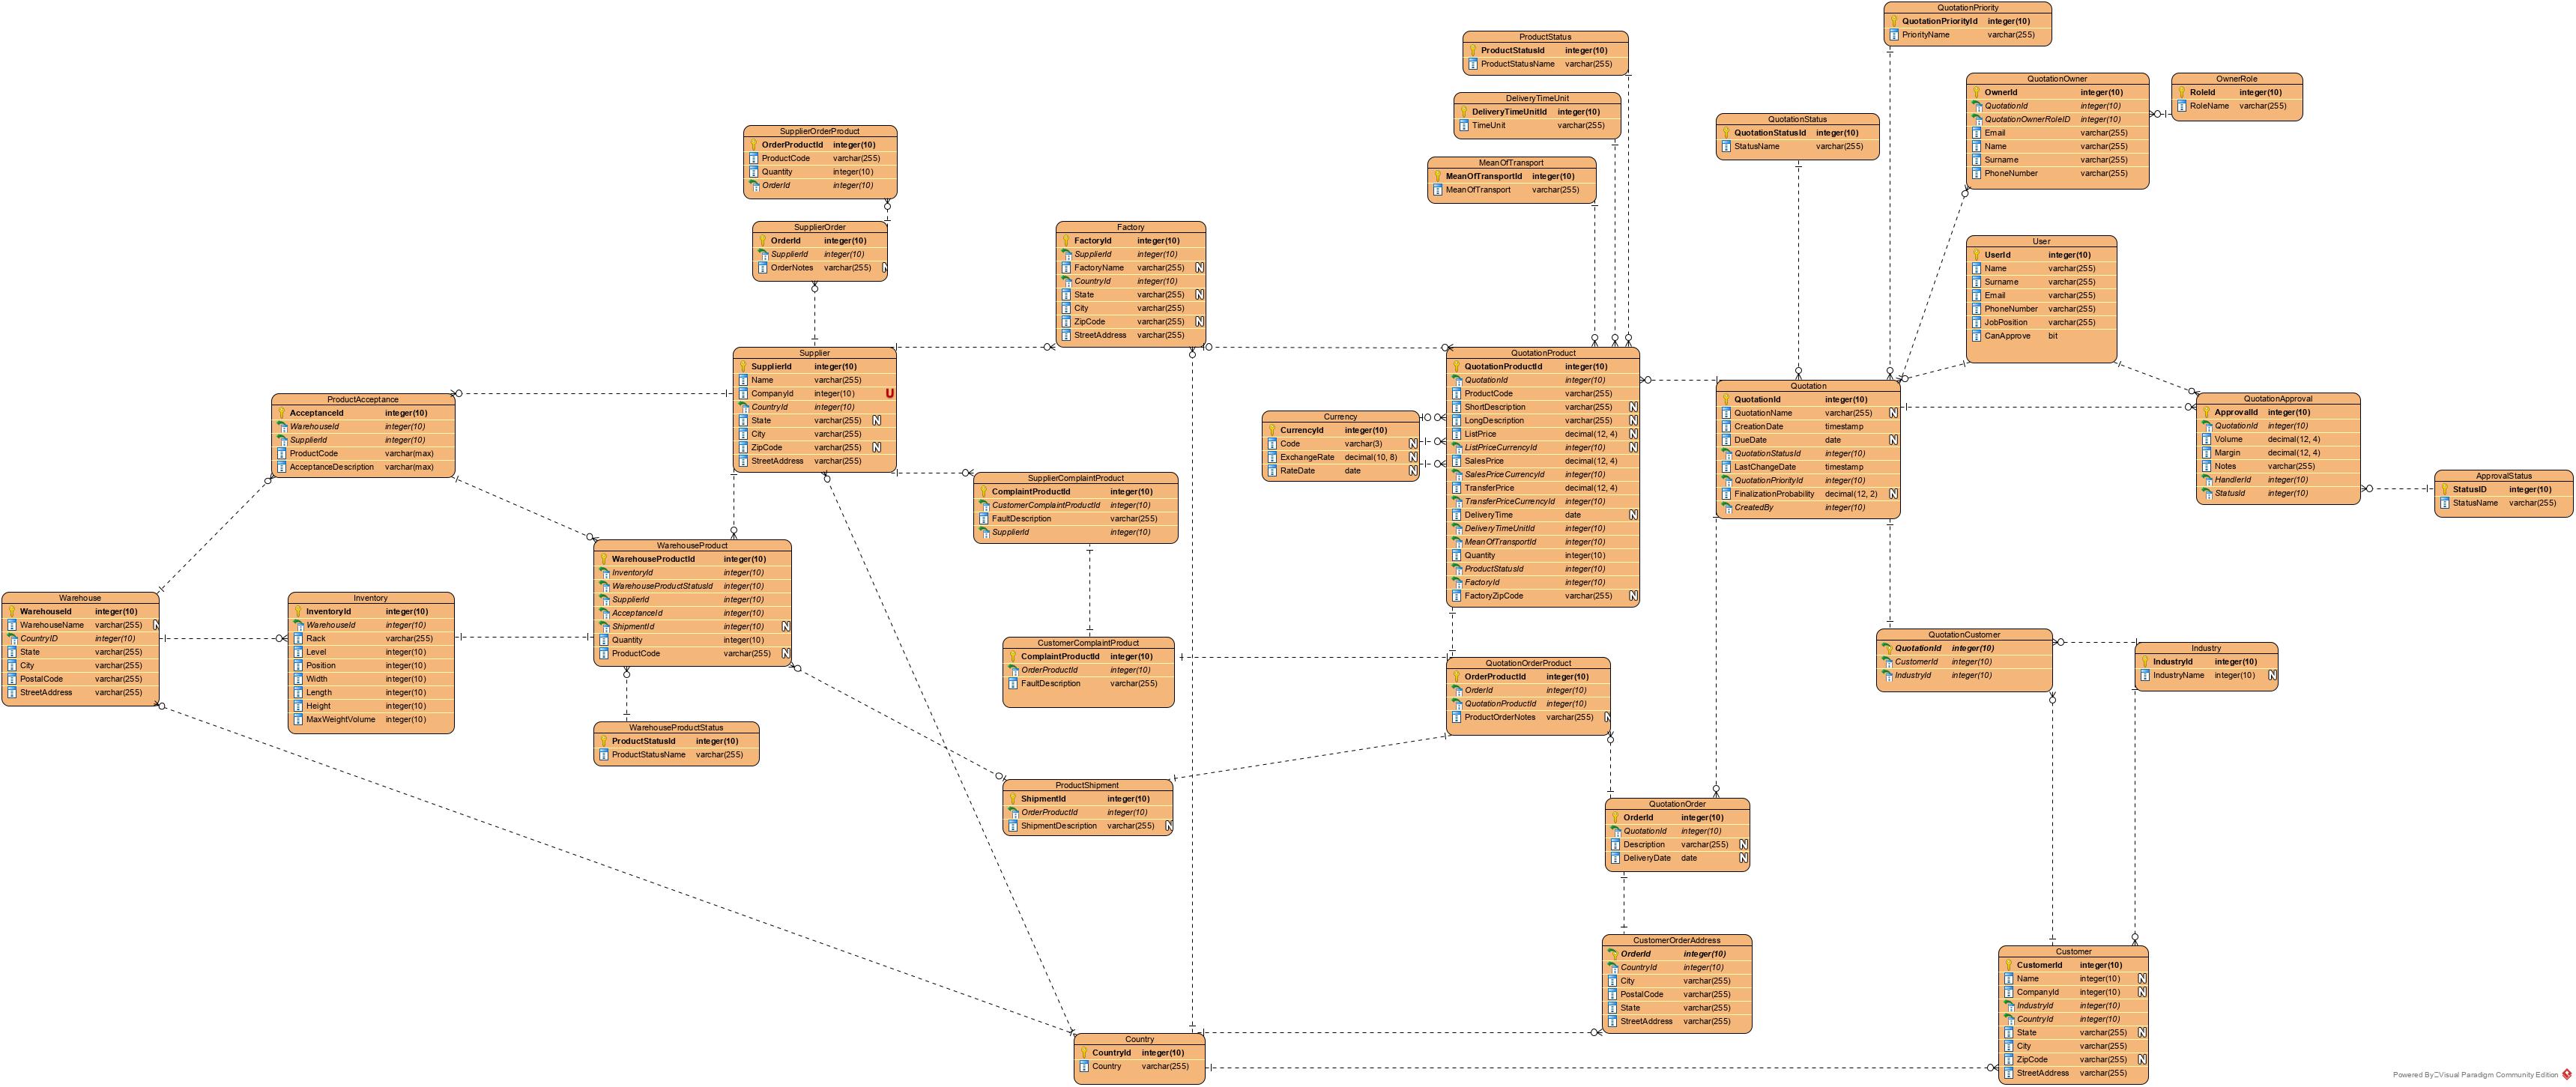 QuotationPriority
QuotationPriorityId integer(10)
PriorityName varchar(255)
ProductStatus
ProductStatusId integer(10)
ProductStatusName varchar(255)
QuotationOwner
OwnerId integer(10)
QuotationId integer(10)
QuotationOwnerRoleID integer(10)
Email varchar(255)
Name varchar(255)
Surname varchar(255)
PhoneNumber varchar(255)
OwnerRole
RoleId integer(10)
RoleName varchar(255)
DeliveryTimeUnit
DeliveryTimeUnitId integer(10)
TimeUnit varchar(255)
QuotationStatus
QuotationStatusId integer(10)
StatusName varchar(255)
SupplierOrderProduct
OrderProductId integer(10)
ProductCode varchar(255)
Quantity integer(10)
OrderId integer(10)
MeanOfTransport
MeanOfTransportId integer(10)
MeanOfTransport varchar(255)
SupplierOrder
OrderId integer(10)
SupplierId integer(10)
OrderNotes varchar(255) N
Factory
FactoryId integer(10)
SupplierId integer(10)
FactoryName varchar(255) N
CountryId integer(10)
State varchar(255) N
City varchar(255)
ZipCode varchar(255) N
StreetAddress varchar(255)
User
UserId integer(10)
Name varchar(255)
Surname varchar(255)
Email varchar(255)
PhoneNumber varchar(255)
JobPosition varchar(255)
CanApprove bit
Supplier
SupplierId integer(10)
Name varchar(255)
CompanyId integer(10) U
CountryId integer(10)
State varchar(255) N
City varchar(255)
ZipCode varchar(255) N
StreetAddress varchar(255)
QuotationProduct
QuotationProductId integer(10)
QuotationId integer(10)
ProductCode varchar(255)
ShortDescription varchar(255) N
LongDescription varchar(255) N
ListPrice decimal(12, 4) N
ListPriceCurrencyId integer(10) N
SalesPrice decimal(12, 4)
SalesPriceCurrencyId integer(10)
TransferPrice decimal(12, 4)
TransferPriceCurrencyId integer(10)
DeliveryTime date N
DeliveryTimeUnitId integer(10)
MeanOfTransportId integer(10)
Quantity integer(10)
ProductStatusId integer(10)
FactoryId integer(10)
FactoryZipCode varchar(255) N
Quotation
QuotationId integer(10)
QuotationName varchar(255) N
CreationDate timestamp
DueDate date N
QuotationStatusId integer(10)
LastChangeDate timestamp
QuotationPriorityId integer(10)
FinalizationProbability decimal(12, 2) N
CreatedBy integer(10)
ProductAcceptance
AcceptanceId integer(10)
WarehouseId integer(10)
SupplierId integer(10)
ProductCode varchar(max)
AcceptanceDescription varchar(max)
QuotationApproval
ApprovalId integer(10)
QuotationId integer(10)
Volume decimal(12, 4)
Margin decimal(12, 4)
Notes varchar(255)
HandlerId integer(10)
StatusId integer(10)
Currency
CurrencyId integer(10)
Code varchar(3) N
ExchangeRate decimal(10, 8) N
RateDate date N
ApprovalStatus
StatusID integer(10)
StatusName varchar(255)
SupplierComplaintProduct
ComplaintProductId integer(10)
CustomerComplaintProductId integer(10)
FaultDescription varchar(255)
SupplierId integer(10)
WarehouseProduct
WarehouseProductId integer(10)
InventoryId integer(10)
WarehouseProductStatusId integer(10)
SupplierId integer(10)
AcceptanceId integer(10)
ShipmentId integer(10) N
Quantity integer(10)
ProductCode varchar(255) N
Warehouse
WarehouseId integer(10)
WarehouseName varchar(255) N
CountryID integer(10)
State varchar(255)
City varchar(255)
PostalCode varchar(255)
StreetAddress varchar(255)
Inventory
InventoryId integer(10)
WarehouseId integer(10)
Rack varchar(255)
Level integer(10)
Position integer(10)
Width integer(10)
Length integer(10)
Height integer(10)
MaxWeightVolume integer(10)
CustomerComplaintProduct
ComplaintProductId integer(10)
OrderProductId integer(10)
FaultDescription varchar(255)
QuotationOrderProduct
OrderProductId integer(10)
OrderId integer(10)
QuotationProductId integer(10)
ProductOrderNotes varchar(255) N
QuotationCustomer
QuotationId integer(10)
CustomerId integer(10)
IndustryId integer(10)
Industry
IndustryId integer(10)
IndustryName integer(10) N
WarehouseProductStatus
ProductStatusId integer(10)
ProductStatusName varchar(255)
ProductShipment
ShipmentId integer(10)
OrderProductId integer(10)
ShipmentDescription varchar(255) N
QuotationOrder
OrderId integer(10)
QuotationId integer(10)
Description varchar(255) N
DeliveryDate date N
CustomerOrderAddress
OrderId integer(10)
CountryId integer(10)
City varchar(255)
PostalCode varchar(255)
State varchar(255)
StreetAddress varchar(255)
Customer
CustomerId integer(10)
Name integer(10) N
CompanyId integer(10) N
IndustryId integer(10)
CountryId integer(10)
State varchar(255) N
City varchar(255)
ZipCode varchar(255) N
StreetAddress varchar(255)
Country
CountryId integer(10)
Country varchar(255)
Powered By Visual Paradigm Community Edition